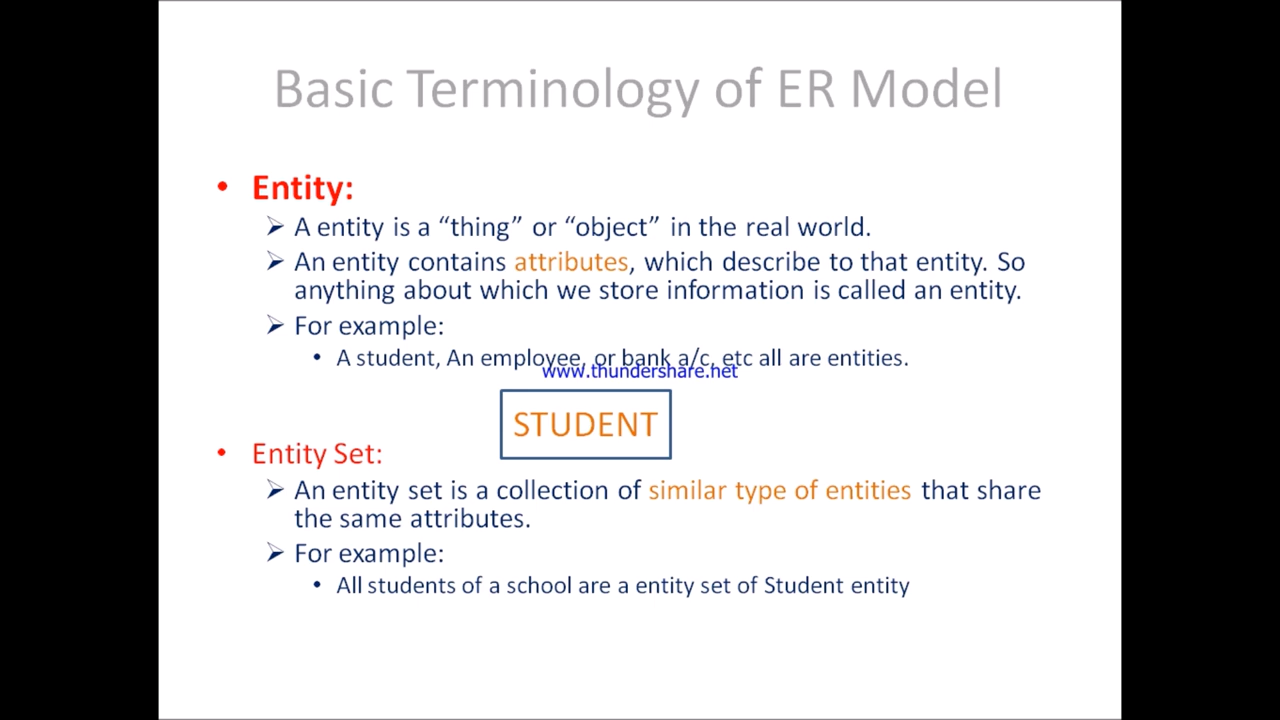 Basic Terminology of ER Model
• Entity:
➢ A entity is a “thing” or “object” in the real world.
➢ An entity contains attributes, which describe to that entity. So
anything about which we store information is called an entity.
➢ For example:
• A student, An employee, or bank a/c, etc all are entities.
www.thundershare.net
STUDENT
• Entity Set:
➢ An entity set is a collection of similar type of entities that share
the same attributes.
➢ For example:
• All students of a school are a entity set of Student entity